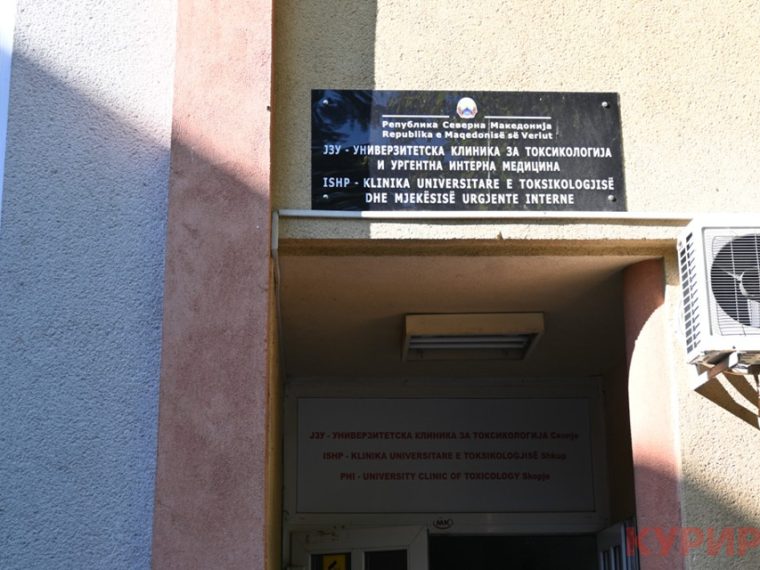 Република Северна Македонија
Republika e Maqedonisë së Veriut
ЈЗУ - УНИВЕРЗИТЕТСКА КЛИНИКА ЗА ТОКСИКОЛОГИЈА
И УРГЕНТНА ИНТЕРНА МЕДИЦИНА
ISHP - KLINIKA UNIVERSITARE E TOKSIKOLOGJISË
DHE MJEKËSISË URGJENTE INTERNE
ЈЗУ - УНИВЕРЗИТЕТСКА КЛИНИКА ЗА ТОКСИКОЛОГИЈА Скопје
ISHP - KLINIKA UNIVERSITARE E TOKSIKOLOGJISË Shkup
PHI - UNIVERSITY CLINIC OF TOXICOLOGY Skopje
МК
КУРИР